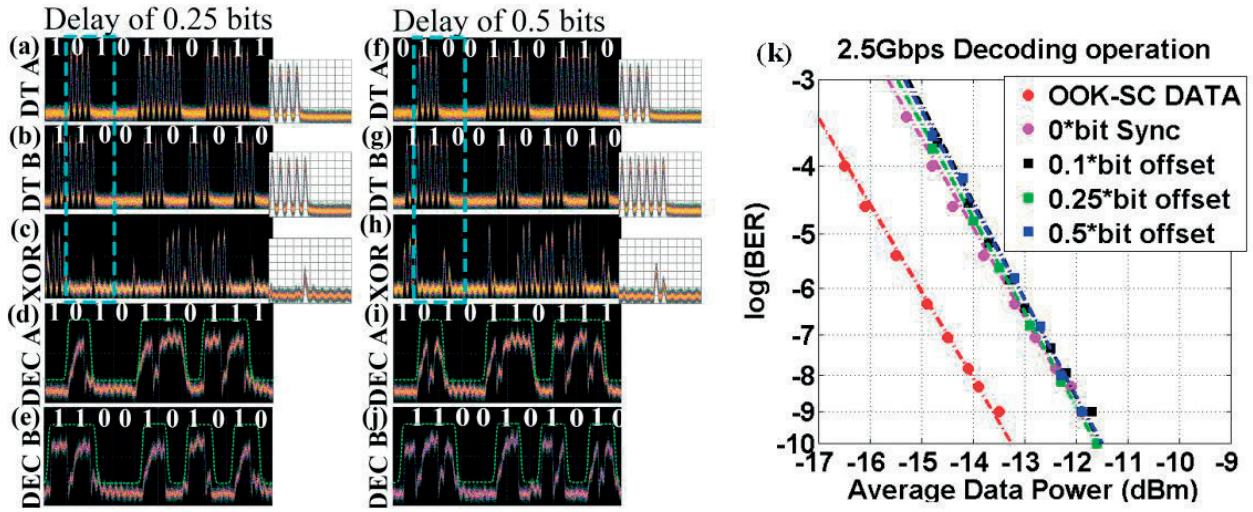 Delay of 0.25 bits
Delay of 0.5 bits
(a)
DT A
1 0 1 0 0 1 1 0 1 1 1
(b)
DT B
1 1 0 0 1 0 1 0 1 0
(c)
XOR
(d)
DEC A
1 0 1 0 1 1 0 1 1 1
(e)
DEC B
1 1 0 0 1 0 1 0 1 0
(f)
DT A
0 1 0 0 1 1 0 1 1 0
(g)
DT B
1 1 0 0 1 0 1 0 1 0
(h)
XOR
(i)
DEC A
1 0 1 0 1 1 0 1 1 1
(j)
DEC B
1 1 0 0 1 0 1 0 1 0
(k)
2.5Gbps Decoding operation
OOK-SC DATA
0*bit Sync
0.1*bit offset
0.25*bit offset
0.5*bit offset
log(BER)
-3
-4
-5
-6
-7
-8
-9
-10
-17 -16 -15 -14 -13 -12 -11 -10 -9
Average Data Power (dBm)